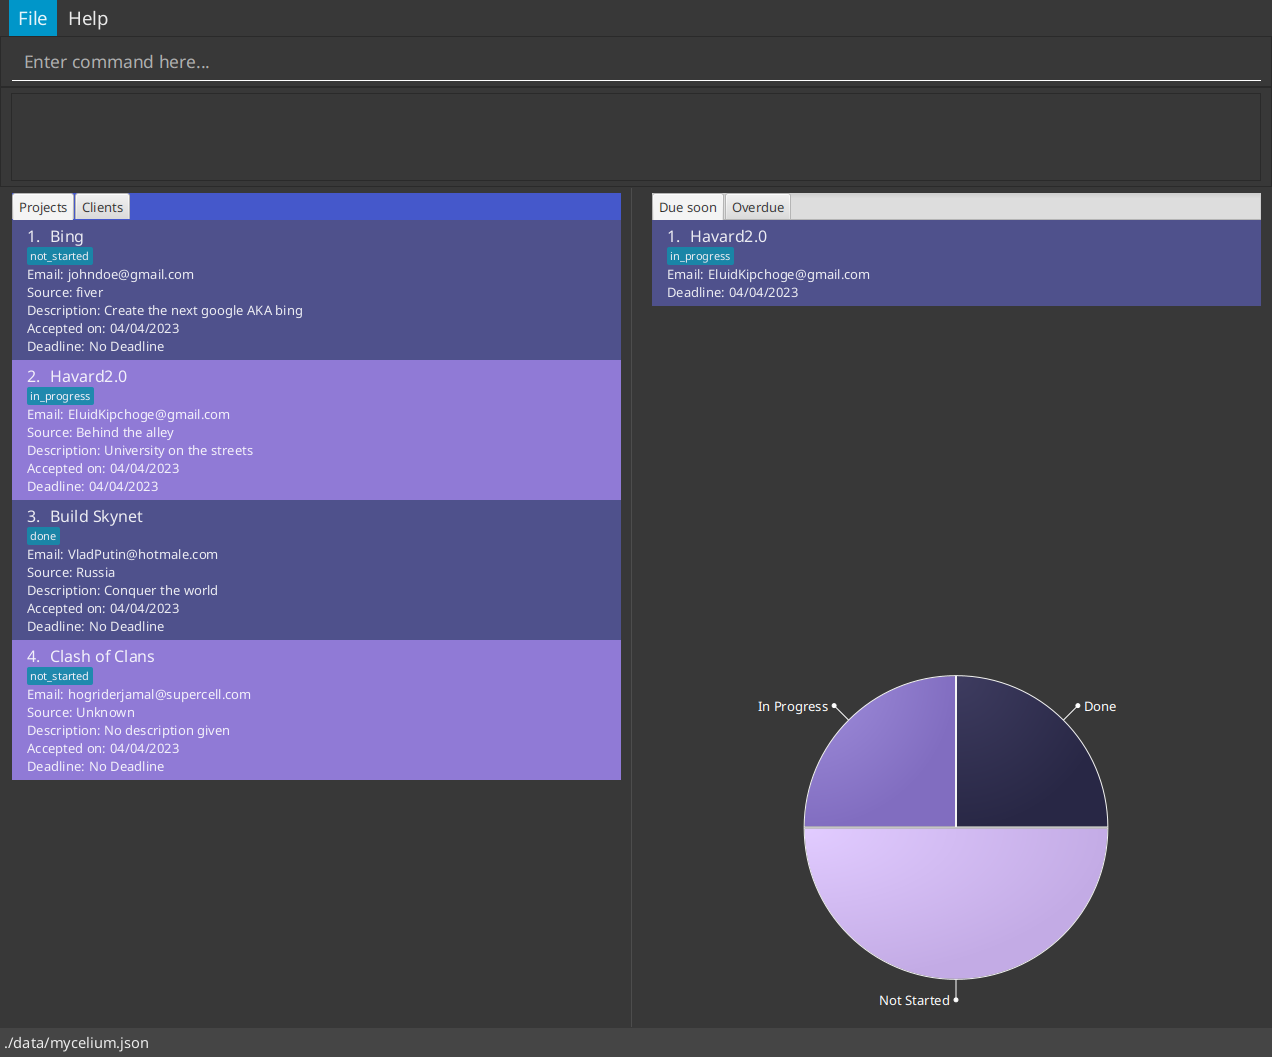 File Help
Enter command here...
Projects Clients
1. Bing
not_started
Email: johndoe@gmail.com
Source: fiver
Description: Create the next google AKA bing
Accepted on: 04/04/2023
Deadline: No Deadline
2. Havard2.0
in_progress
Email: EluidKipchoge@gmail.com
Source: Behind the alley
Description: University on the streets
Accepted on: 04/04/2023
Deadline: 04/04/2023
3. Build Skynet
done
Email: VladPutin@hotmale.com
Source: Russia
Description: Conquer the world
Accepted on: 04/04/2023
Deadline: No Deadline
4. Clash of Clans
not_started
Email: hogriderjamal@supercell.com
Source: Unknown
Description: No description given
Accepted on: 04/04/2023
Deadline: No Deadline
Due soon Overdue
1. Havard2.0
in_progress
Email: EluidKipchoge@gmail.com
Deadline: 04/04/2023
In Progress
Done
Not Started
./data/mycelium.json